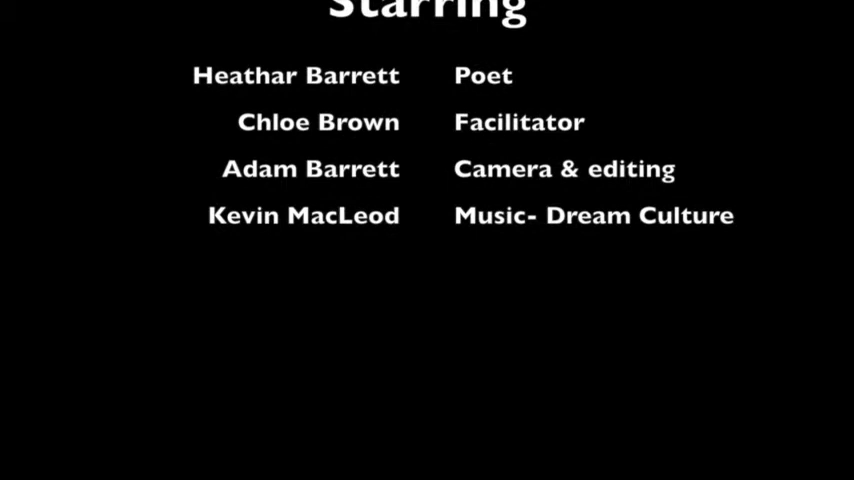 Starring
Heathar Barrett Poet
Chloe Brown Facilitator
Adam Barrett Camera & editing
Kevin MacLeod Music- Dream Culture